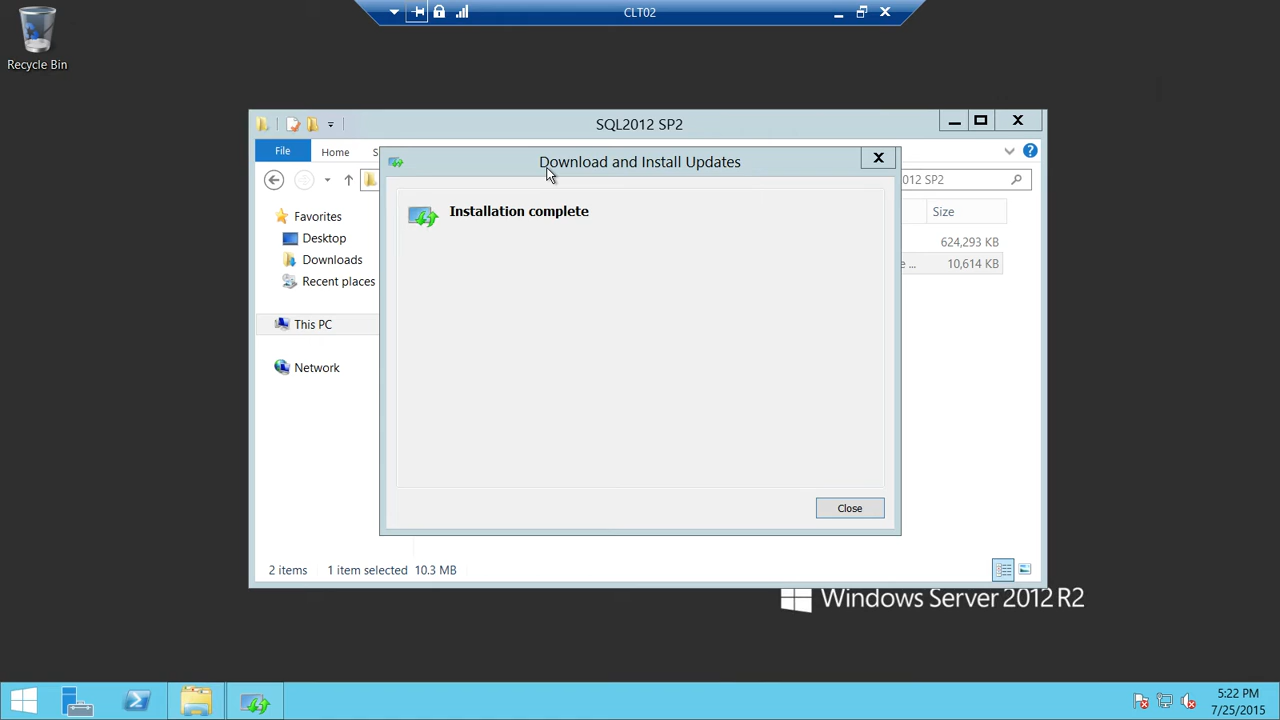 CLT02
Recycle Bin
SQL2012 SP2
File
Home
S
Download and Install Updates
012 SP2
Installation complete
Favorites
Size
Desktop
624,293 KB
Downloads
e ...
10,614 KB
Recent places
This PC
Network
Close
2 items
1 item selected 10.3 MB
Windows Server 2012 R2
5:22 PM
7/25/2015